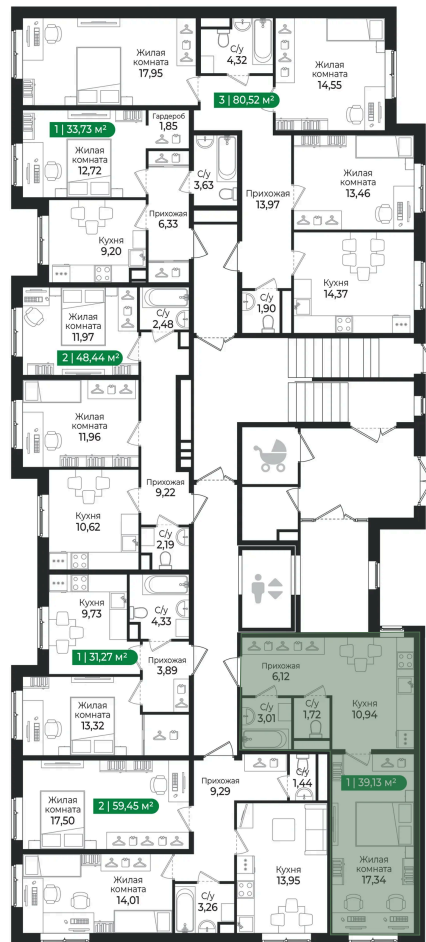 Жилая
комната
17,95
С/у
4,32
Жилая
комната
14,55
3 | 80,52 м²
1 | 33,73 м²
Гардероб
1,85
Жилая
комната
12,72
С/у
3,63
Жилая
комната
13,46
Прихожая
13,97
Прихожая
6,33
Кухня
9,20
Кухня
14,37
С/у
1,90
Жилая
комната
11,97
С/у
2,48
2 | 48,44 м²
Жилая
комната
11,96
Прихожая
9,22
Кухня
10,62
С/у
2,19
Кухня
9,73
С/у
4,33
1 | 31,27 м²
Прихожая
3,89
Прихожая
6,12
Жилая
комната
13,32
С/у
3,01
С/у
1,72
Кухня
10,94
С/у
1,44
1 | 39,13 м²
Прихожая
9,29
Жилая
комната
17,50
2 | 59,45 м²
Жилая
комната
14,01
С/у
3,26
Кухня
13,95
Жилая
комната
17,34